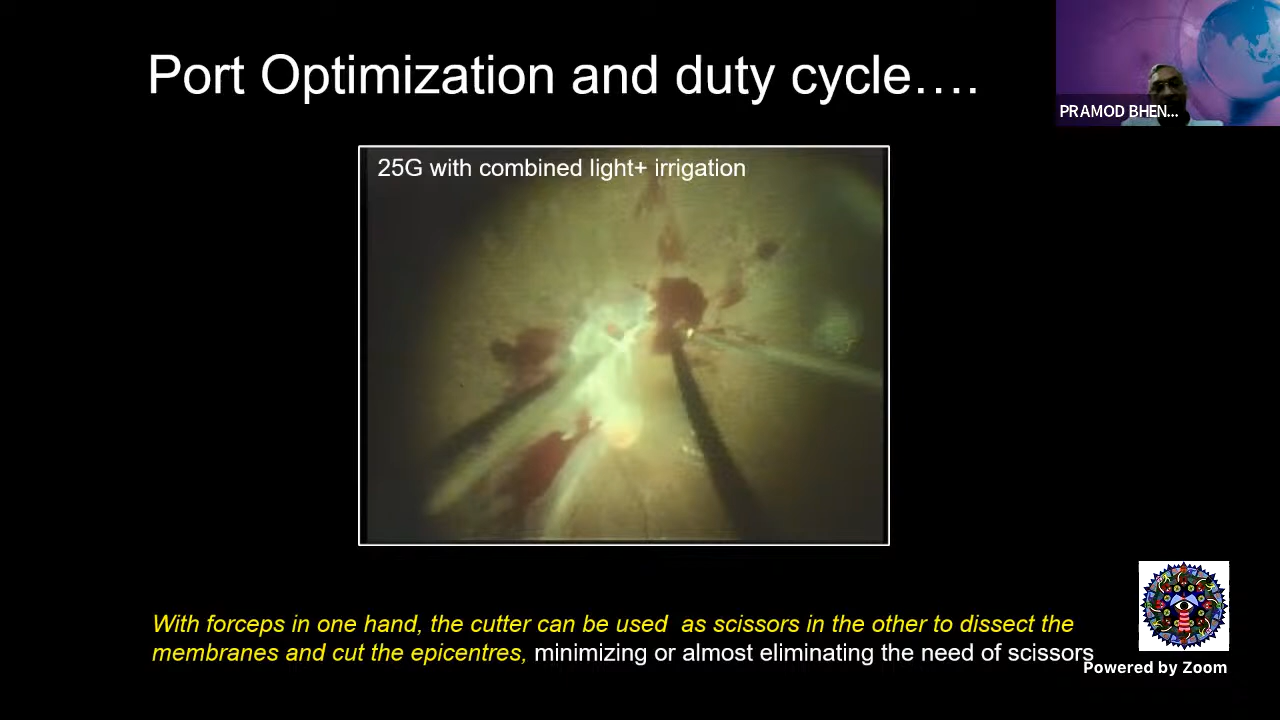 Port Optimization and duty cycle….
PRAMOD BHEN...
25G with combined light+ irrigation
With forceps in one hand, the cutter can be used  as scissors in the other to dissect the
membranes and cut the epicentres, minimizing or almost eliminating the need of scissors
Powered by Zoom